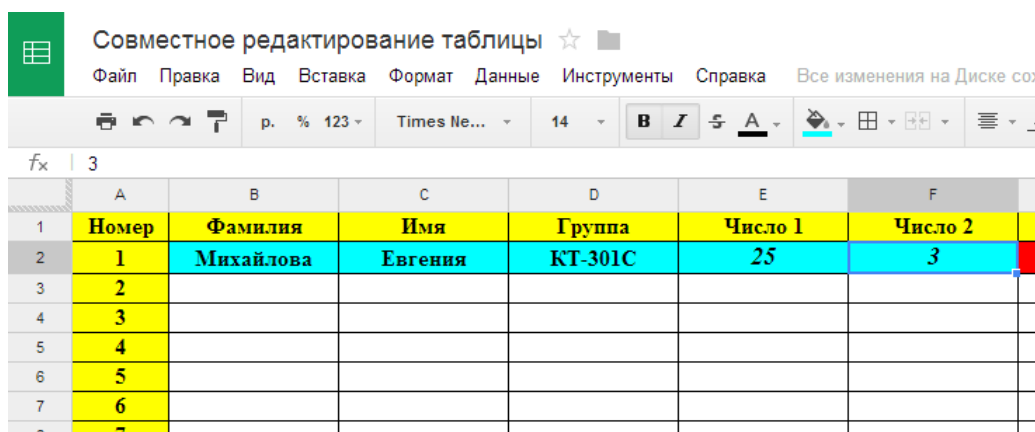 Совместное редактирование таблицы
Файл Правка Вид Вставка Формат Данные Инструменты Справка Все изменения на Диске сох
р. % 123 Times Ne... 14 B I S A
fx 3
A B C D E F
1 Номер Фамилия Имя Группа Число 1 Число 2
2 1 Михайлова Евгения КТ-301С 25 3
3 2
4 3
5 4
6 5
7 6